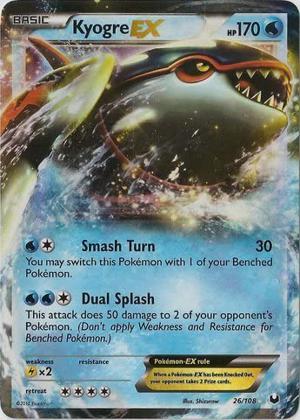 BASIC
Kyogre EX HP170
Smash Turn 30
You may switch this Pokémon with 1 of your Benched
Pokémon.
Dual Splash
This attack does 50 damage to 2 of your opponent's
Pokémon. (Don't apply Weakness and Resistance for
Benched Pokémon.)
weakness resistance
×2
retreat
Pokémon-EX rule
When a Pokémon-EX has been Knocked Out,
your opponent takes 2 Prize cards.
Illus. Shizurow 26/108
©2012 Pokémon